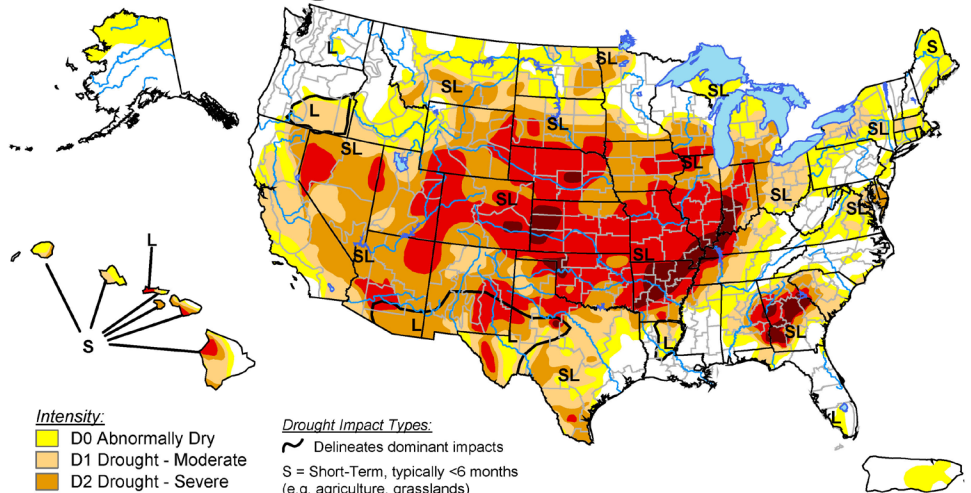 L
SL
S
SL
SL
L
SL
SL
SL
SL
SL
SL
SL
L
SL
SL
S
L
L
L
SL
L
SL
L
Intensity:
D0 Abnormally Dry
D1 Drought - Moderate
D2 Drought - Severe
Drought Impact Types:
Delineates dominant impacts
S = Short-Term, typically <6 months
(e.g. agriculture, grasslands)